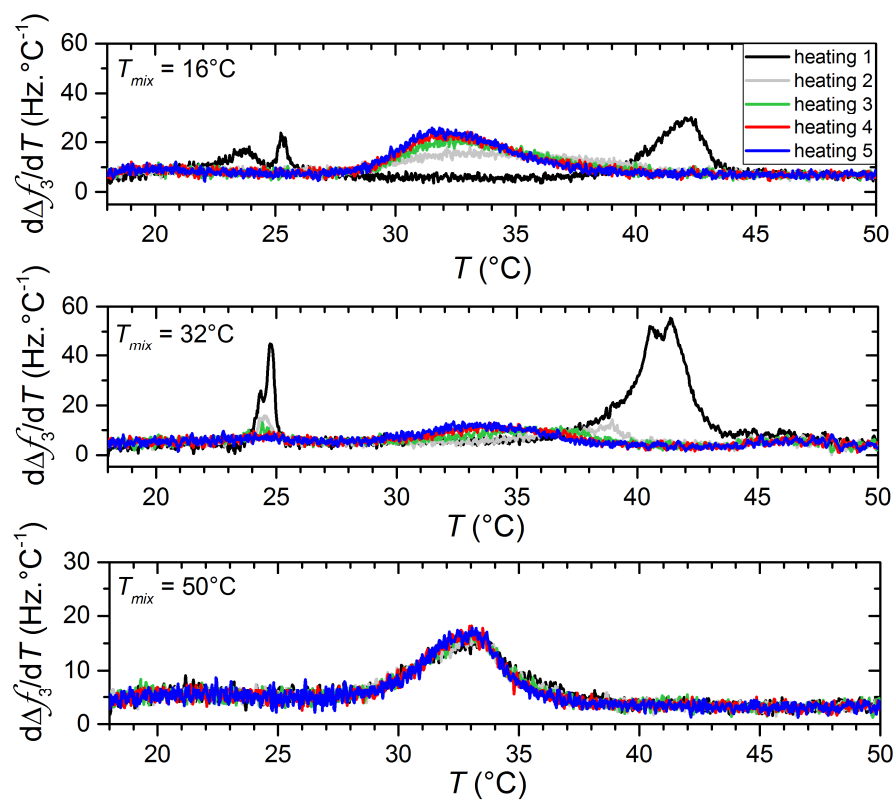 60
40
20
0
dΔf₃/dT (Hz.°C⁻¹)
T_mix = 16°C
heating 1
heating 2
heating 3
heating 4
heating 5
20 25 30 35 40 45 50
T (°C)
60
40
20
0
dΔf₃/dT (Hz.°C⁻¹)
T_mix = 32°C
20 25 30 35 40 45 50
T (°C)
30
20
10
0
dΔf₃/dT (Hz.°C⁻¹)
T_mix = 50°C
20 25 30 35 40 45 50
T (°C)